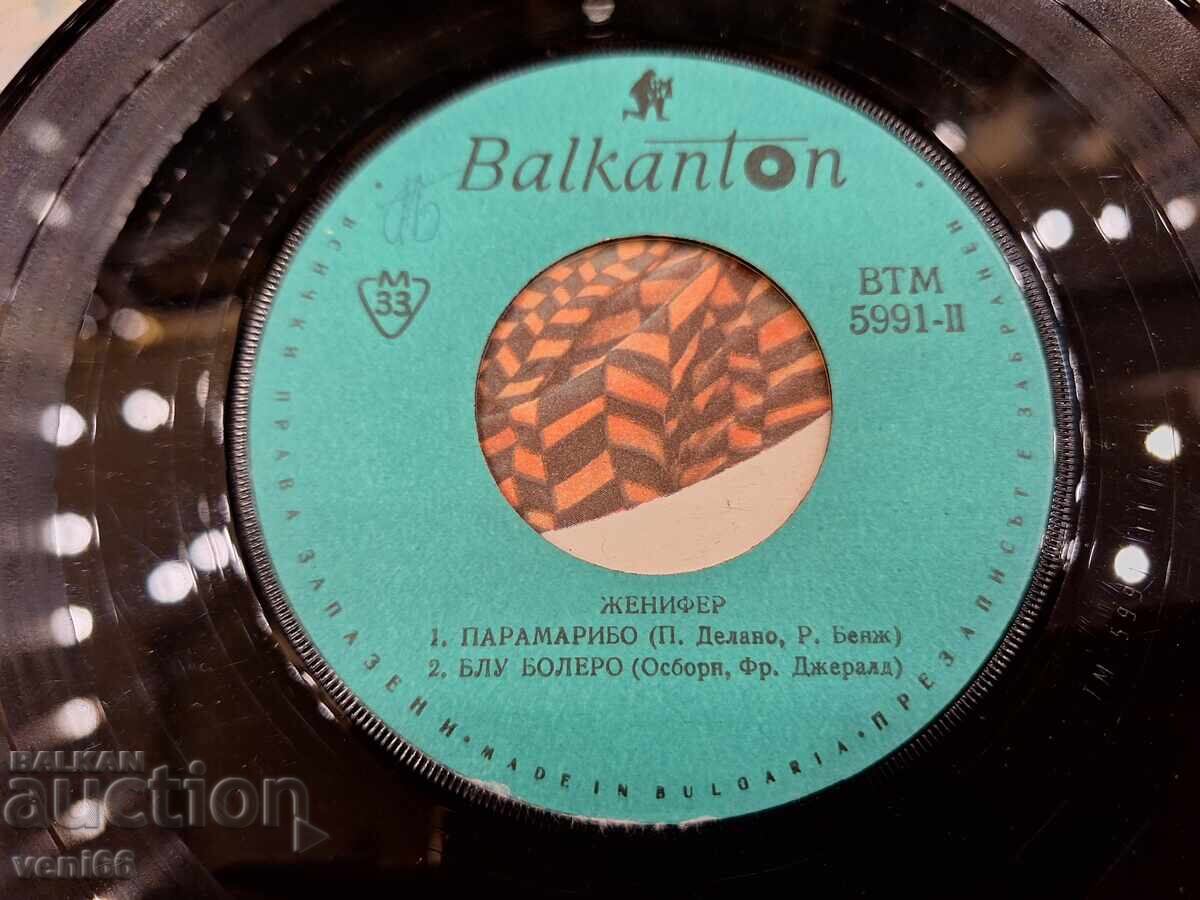 Balkanton
M
33
ВТМ
5991-II
ЖЕНИФЕР
1. ПАРАМАРИБО (П. Делано, Р. Бенж)
2. БЛУ БОЛЕРО (Осборн, Фр. Джералд)
ВСИЧКИ ПРАВА ЗАПАЗЕНИ • MADE IN BULGARIA • ПРЕЗАПИСЪТ Е ЗАБРАНЕН
BALKAN
auction
veni66